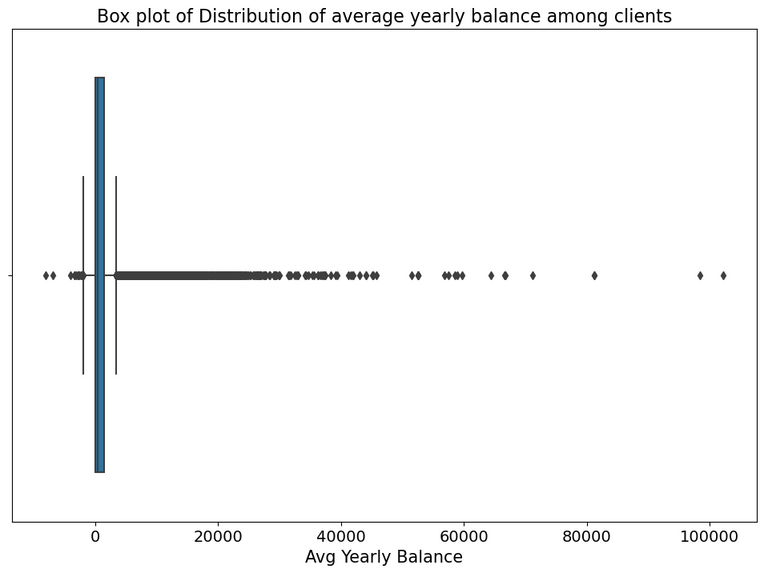 Box plot of Distribution of average yearly balance among clients
0 20000 40000 60000 80000 100000
Avg Yearly Balance